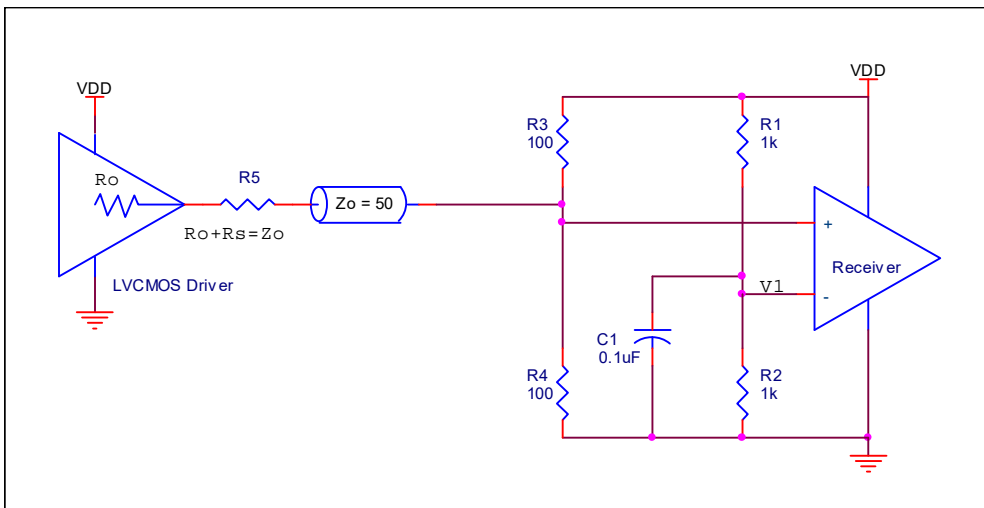 VDD
Ro
R5
Ro+Rs=Zo
LVCMOS Driver
Zo = 50
VDD
R3
100
R1
1k
+
Receiver
V1
-
C1
0.1uF
R4
100
R2
1k